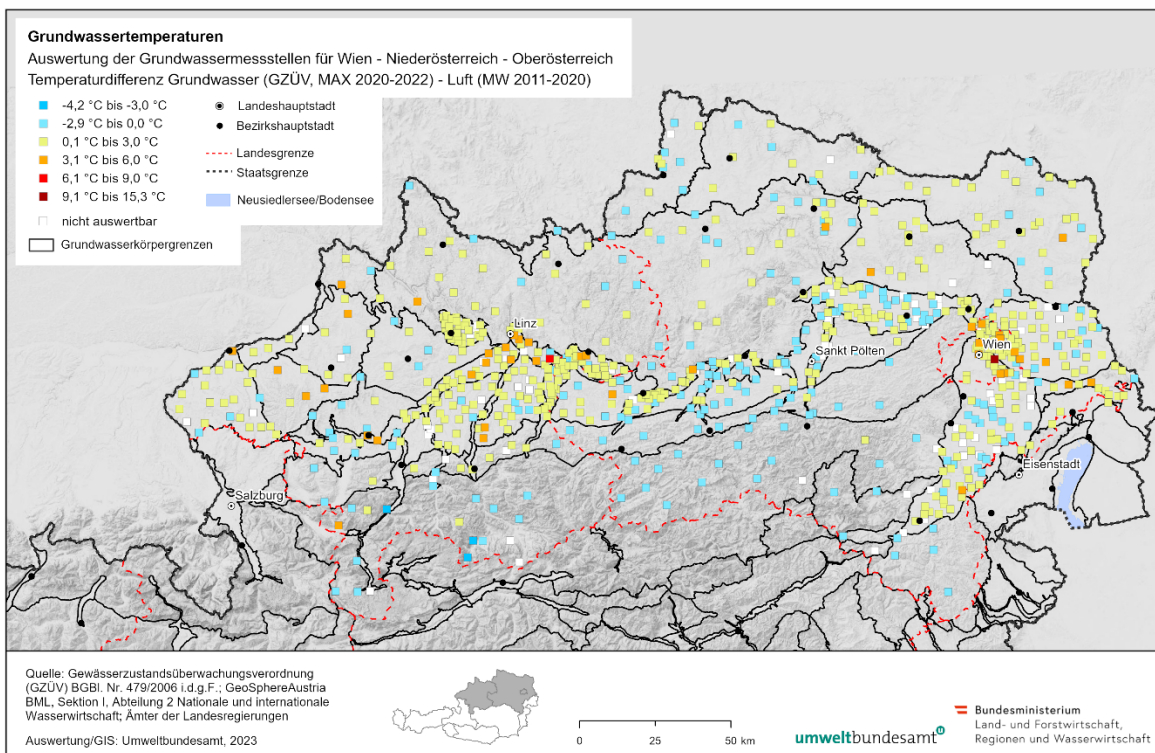 Grundwassertemperaturen
Auswertung der Grundwassermessstellen für Wien - Niederösterreich - Oberösterreich
Temperaturdifferenz Grundwasser (GZÜV, MAX 2020-2022) - Luft (MW 2011-2020)
-4,2 °C bis -3,0 °C
-2,9 °C bis 0,0 °C
0,1 °C bis 3,0 °C
3,1 °C bis 6,0 °C
6,1 °C bis 9,0 °C
9,1 °C bis 15,3 °C
nicht auswertbar
Grundwasserkörpergrenzen
Landeshauptstadt
Bezirkshauptstadt
Landesgrenze
Staatsgrenze
Neusiedlersee/Bodensee
Linz
Wien
Sankt Pölten
Eisenstadt
Salzburg
Quelle: Gewässerzustandsüberwachungsverordnung
(GZÜV) BGBl. Nr. 479/2006 i.d.g.F.; GeoSphereAustria
BML, Sektion I, Abteilung 2 Nationale und internationale
Wasserwirtschaft; Ämter der Landesregierungen
Auswertung/GIS: Umweltbundesamt, 2023
0 25 50 km
umweltbundesamt
Bundesministerium
Land- und Forstwirtschaft,
Regionen und Wasserwirtschaft